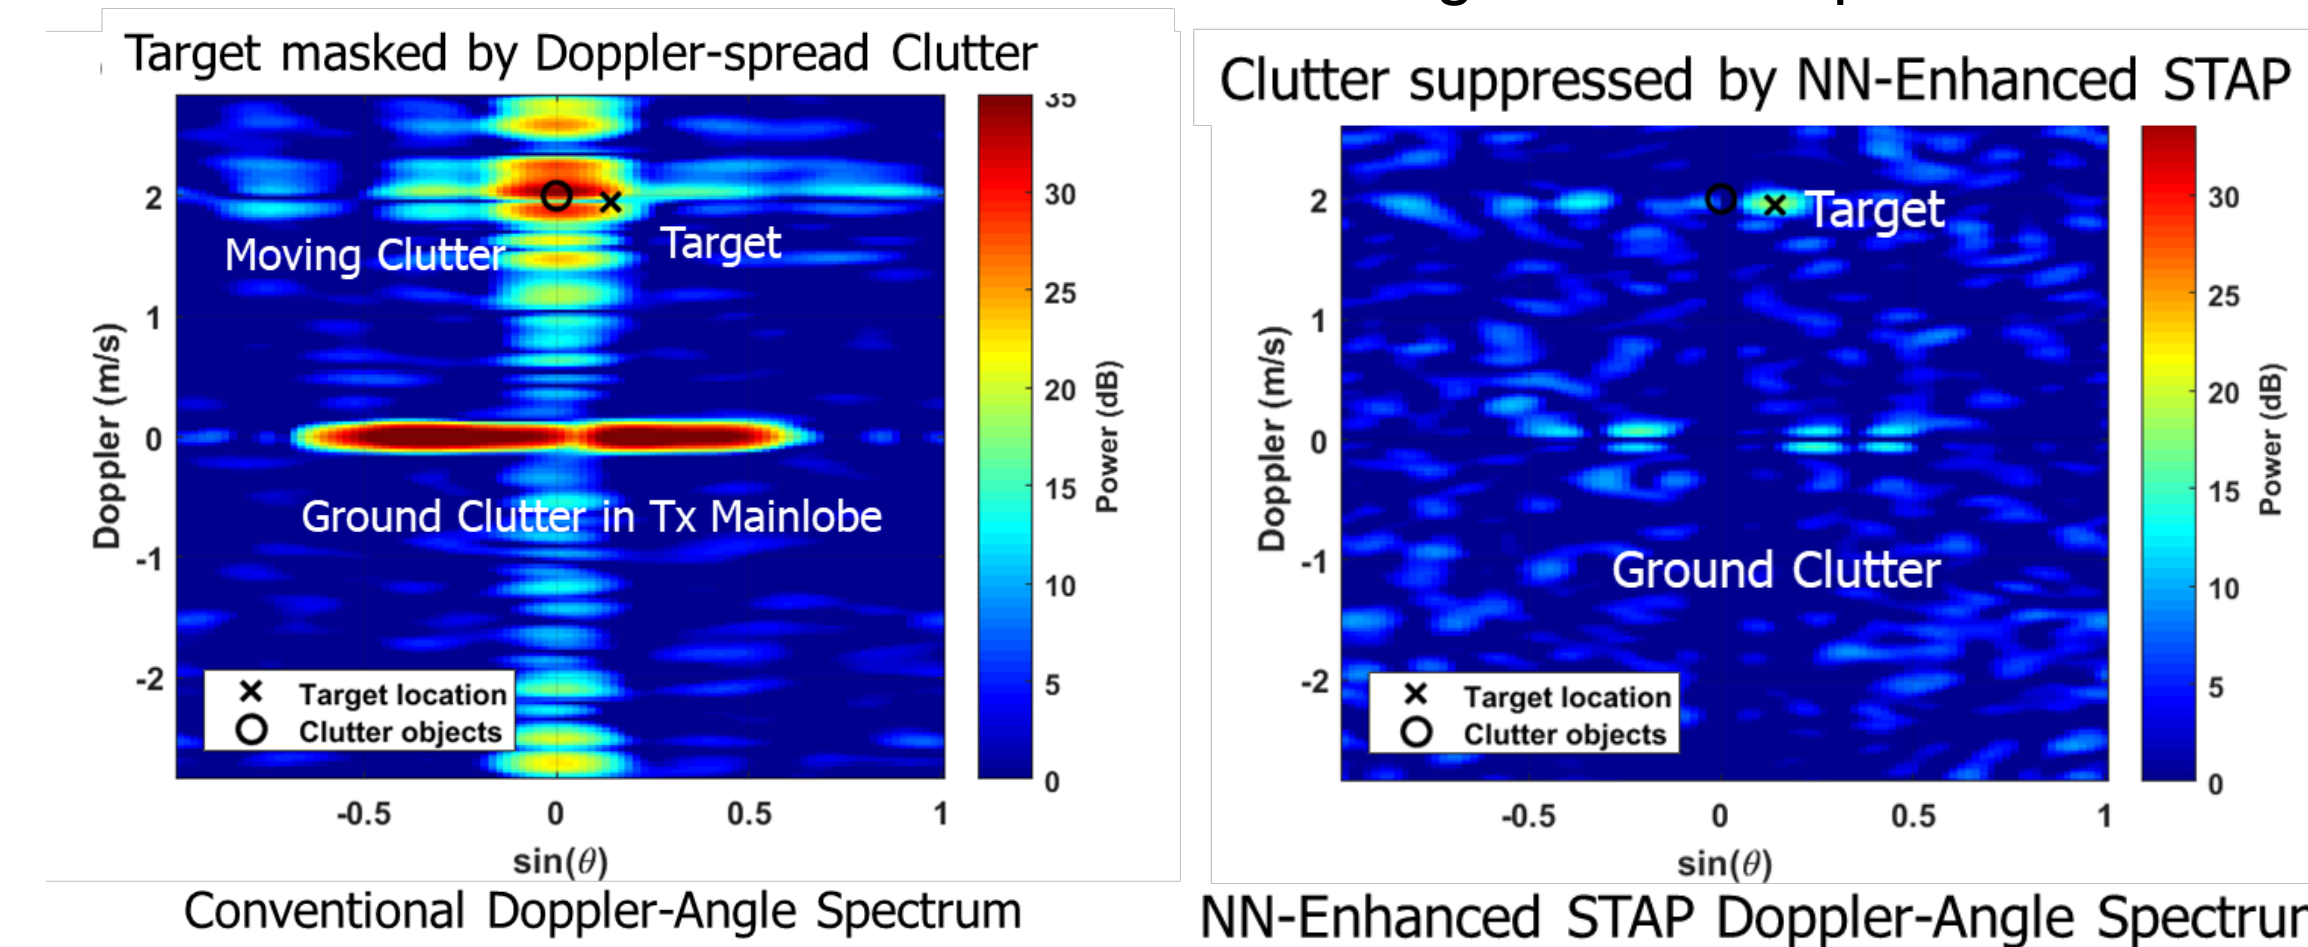 Target masked by Doppler-spread Clutter
35
30
25
20
15
10
5
0
Power (dB)
2
1
0
-1
-2
Doppler (m/s)
Moving Clutter
Target
Ground Clutter in Tx Mainlobe
Target location
Clutter objects
-0.5
0
0.5
1
sin(θ)
Conventional Doppler-Angle Spectrum
Clutter suppressed by NN-Enhanced STAP
30
25
20
15
10
5
0
Power (dB)
2
1
0
-1
-2
Doppler (m/s)
Target
Ground Clutter
Target location
Clutter objects
-0.5
0
0.5
1
sin(θ)
NN-Enhanced STAP Doppler-Angle Spectrum